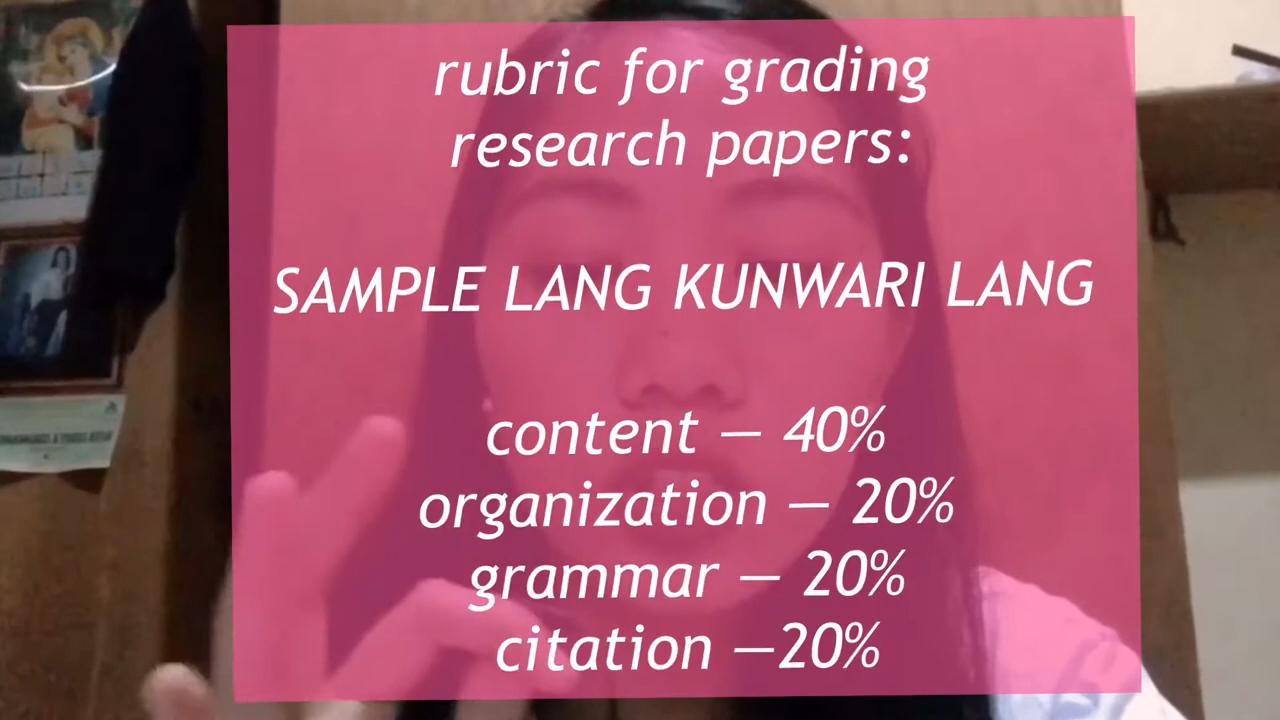 rubric for grading
research papers:
SAMPLE LANG KUNWARI LANG
content – 40%
organization – 20%
grammar – 20%
citation –20%